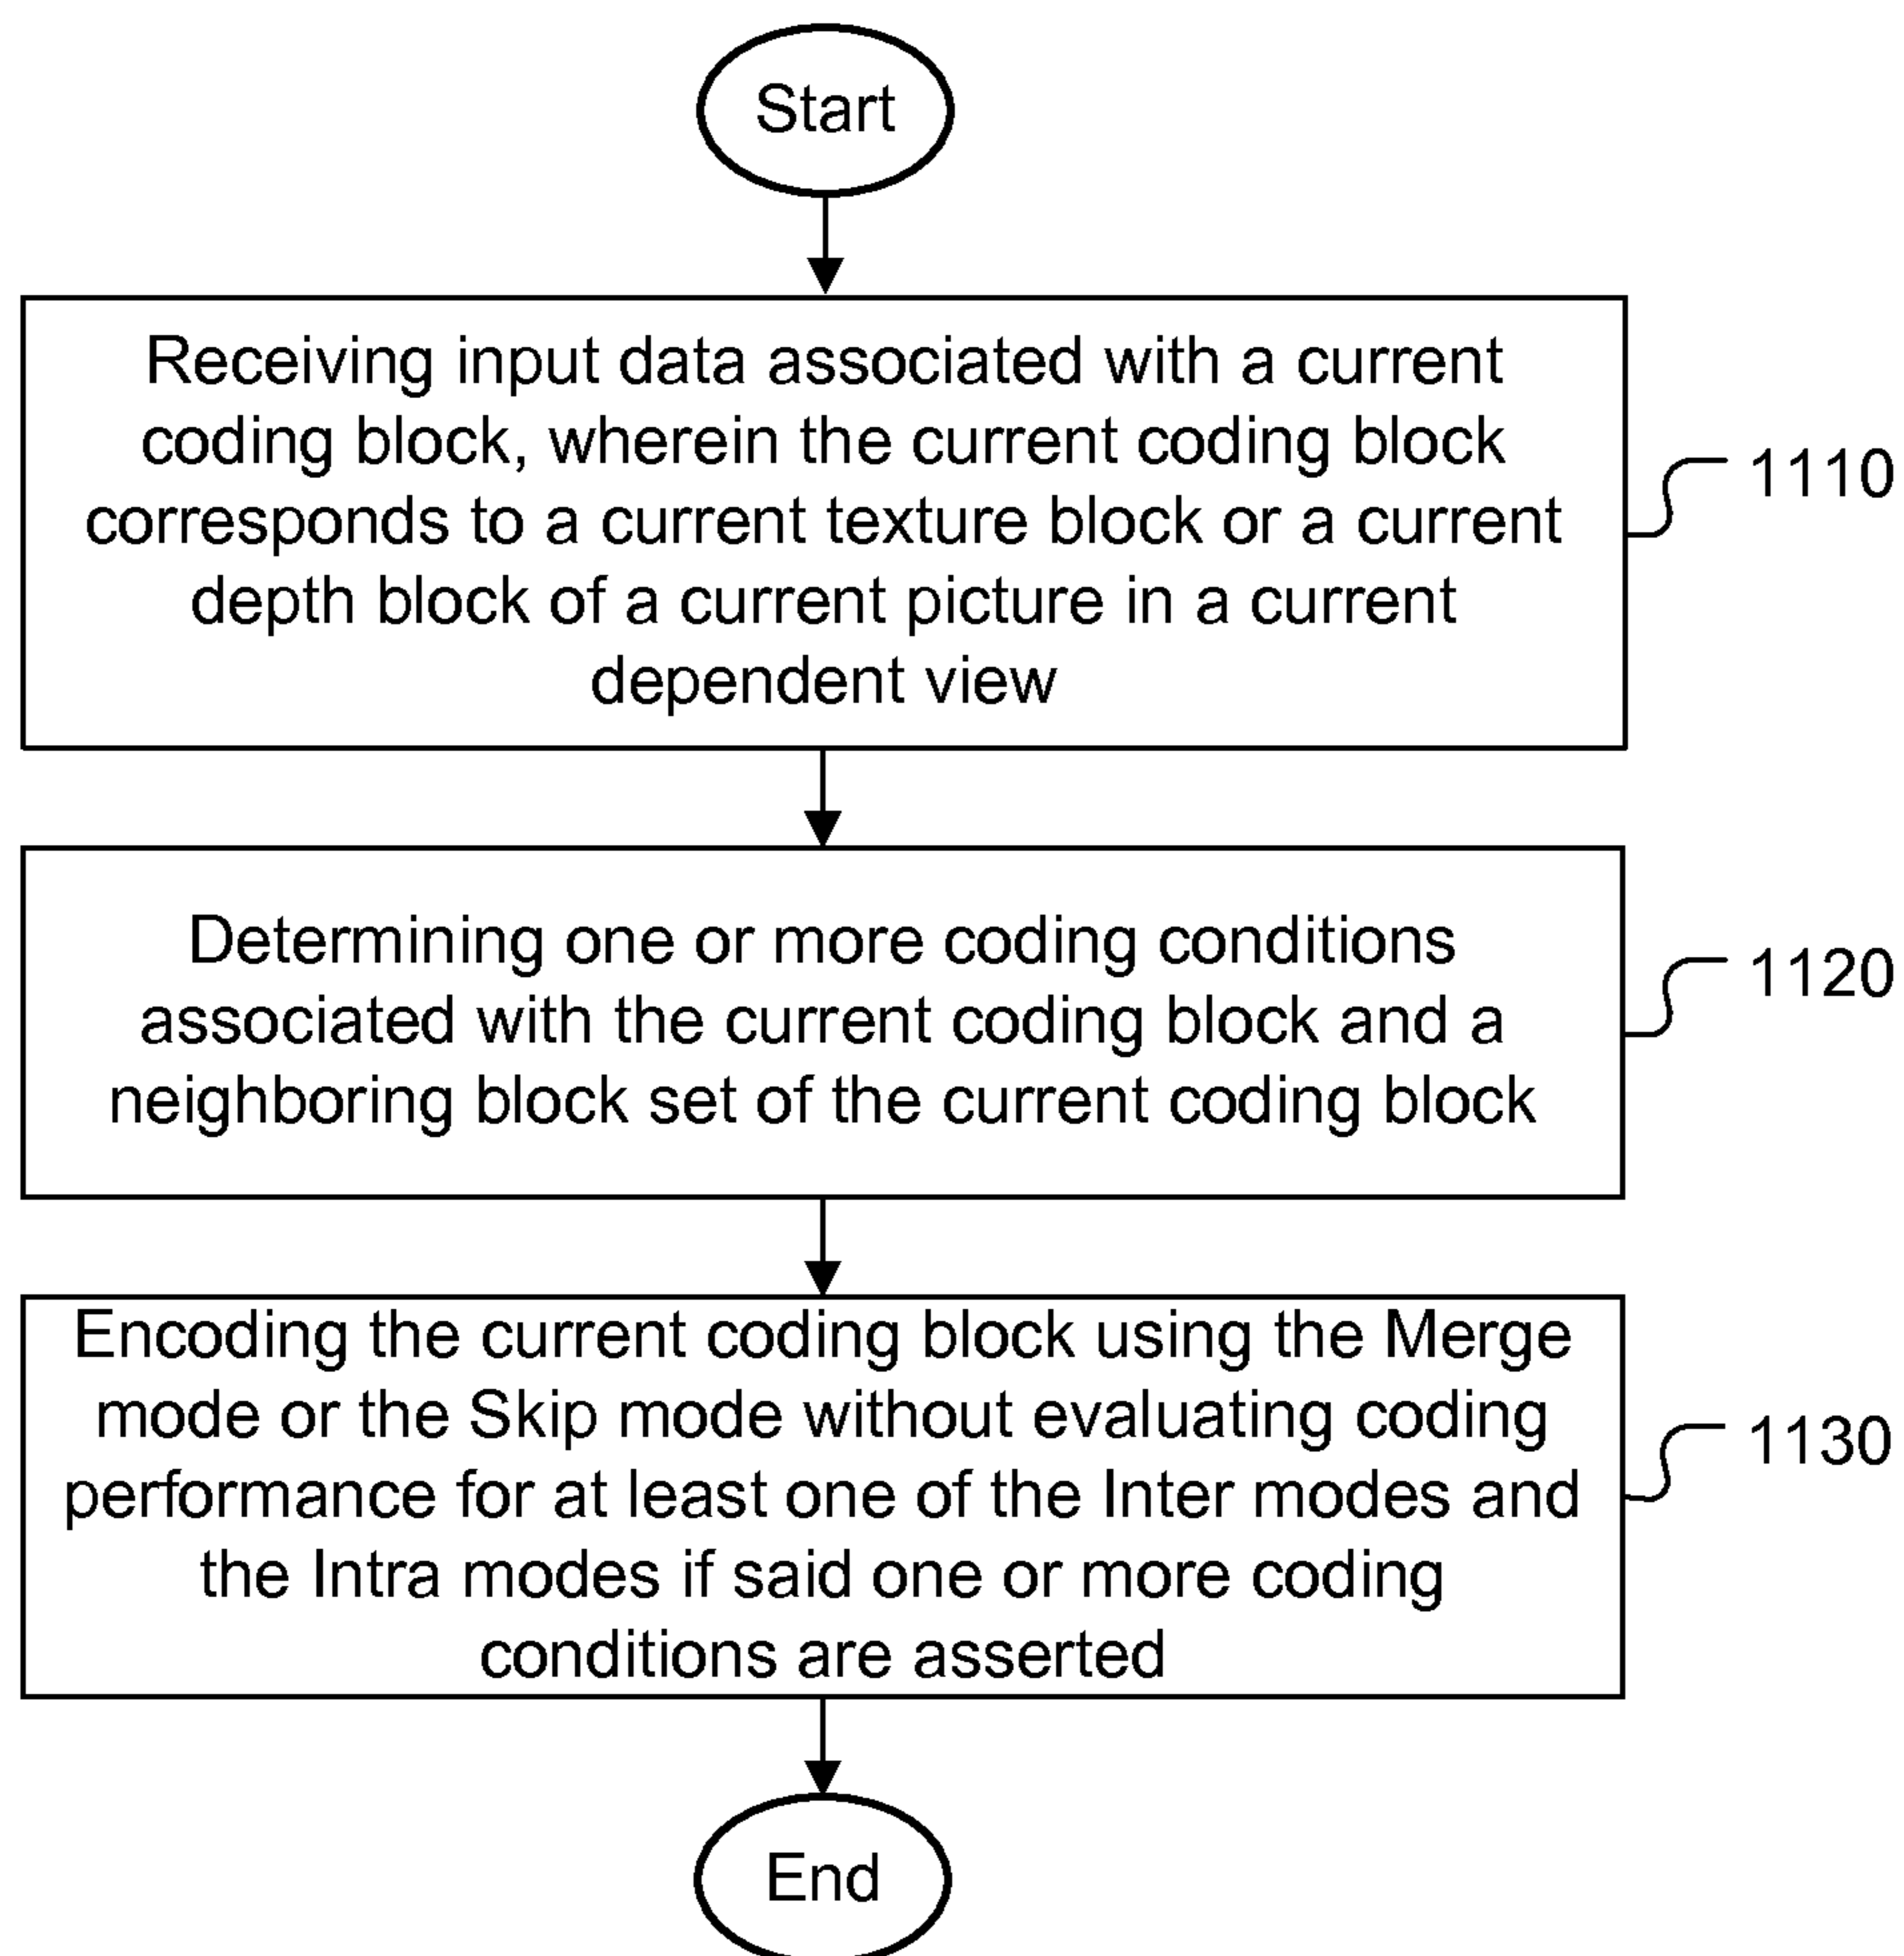 Start
Receiving input data associated with a current
coding block, wherein the current coding block
corresponds to a current texture block or a current
depth block of a current picture in a current
dependent view
1110
Determining one or more coding conditions
associated with the current coding block and a
neighboring block set of the current coding block
1120
Encoding the current coding block using the Merge
mode or the Skip mode without evaluating coding
performance for at least one of the Inter modes and
the Intra modes if said one or more coding
conditions are asserted
1130
End